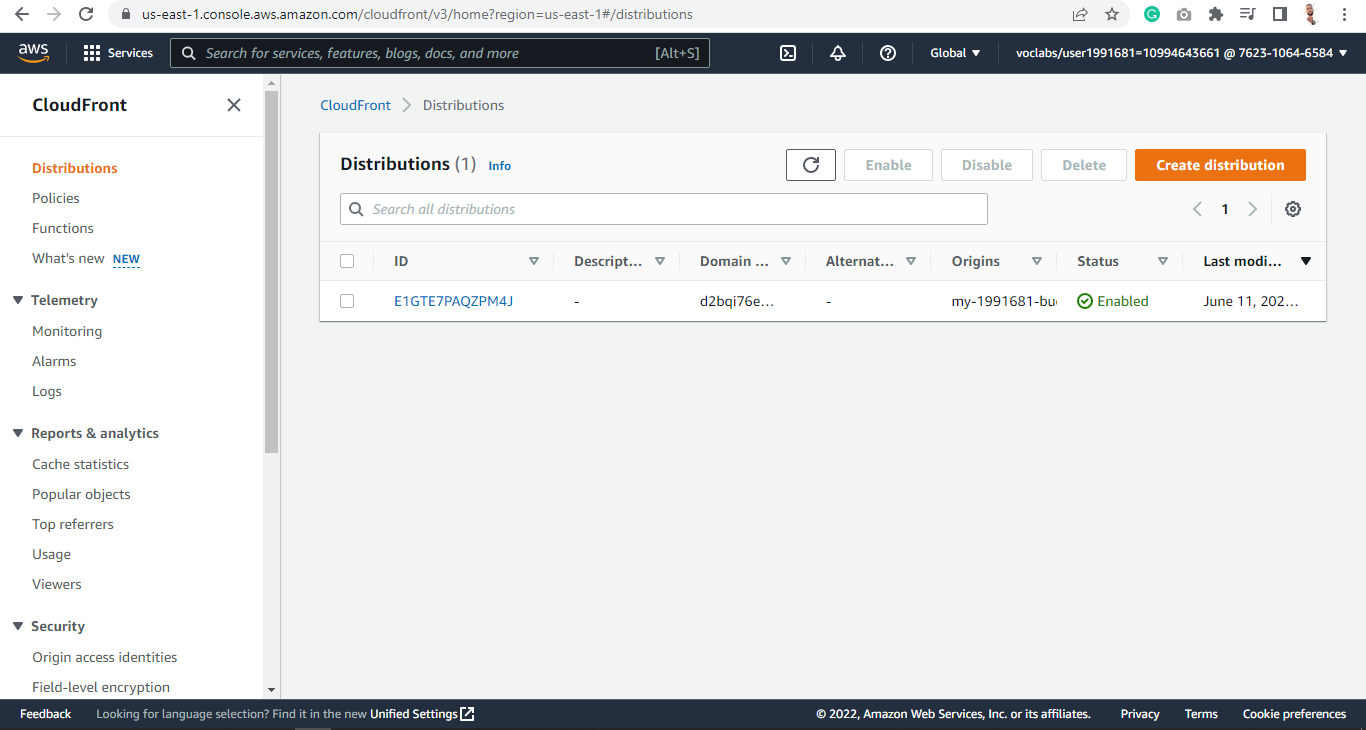 us-east-1.console.aws.amazon.com/cloudfront/v3/home?region=us-east-1#/distributions
aws
Services
Search for services, features, blogs, docs, and more
[Alt+S]
Global
voclabs/user1991681=10994643661 @ 7623-1064-6584
CloudFront
Distributions
Policies
Functions
What's new NEW
Telemetry
Monitoring
Alarms
Logs
Reports & analytics
Cache statistics
Popular objects
Top referrers
Usage
Viewers
Security
Origin access identities
Field-level encryption
CloudFront > Distributions
Distributions (1) Info
Enable
Disable
Delete
Create distribution
Search all distributions
1
ID Descript... Domain ... Alternat... Origins Status Last modi...
E1GTE7PAQZPM4J - d2bqi76e... - my-1991681-bu Enabled June 11, 202...
Feedback
Looking for language selection? Find it in the new Unified Settings
© 2022, Amazon Web Services, Inc. or its affiliates.
Privacy
Terms
Cookie preferences